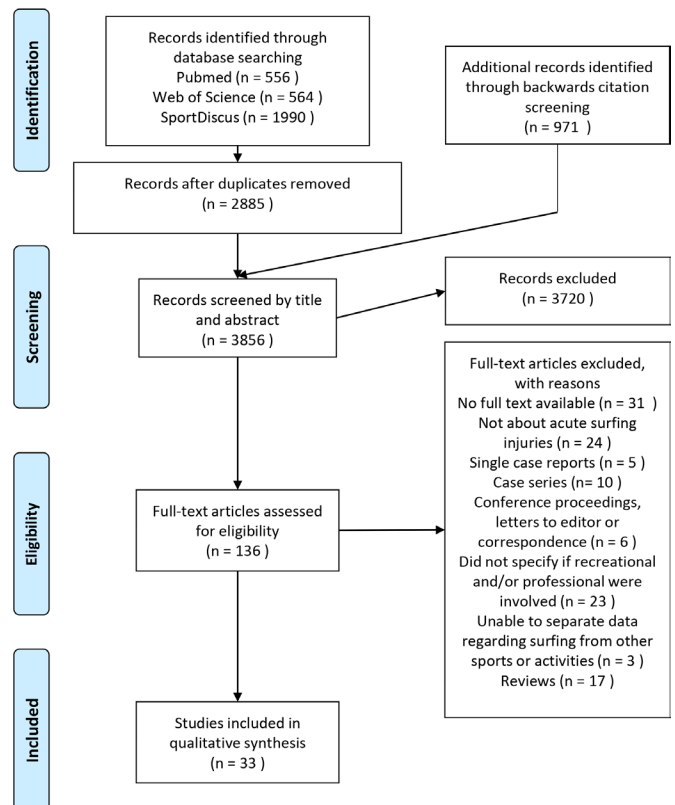 Identification
Records identified through
database searching
Pubmed (n = 556 )
Web of Science (n = 564 )
SportDiscus (n = 1990 )
Additional records identified
through backwards citation
screening
(n = 971 )
Records after duplicates removed
(n = 2885 )
Screening
Records screened by title
and abstract
(n = 3856 )
Records excluded
(n = 3720 )
Eligibility
Full-text articles assessed
for eligibility
(n = 136 )
Full-text articles excluded,
with reasons
No full text available (n = 31 )
Not about acute surfing
injuries (n = 24 )
Single case reports (n = 5 )
Case series (n= 10 )
Conference proceedings,
letters to editor or
correspondence (n = 6 )
Did not specify if recreational
and/or professional were
involved (n = 23 )
Unable to separate data
regarding surfing from other
sports or activities (n = 3 )
Reviews (n = 17 )
Included
Studies included in
qualitative synthesis
(n = 33 )